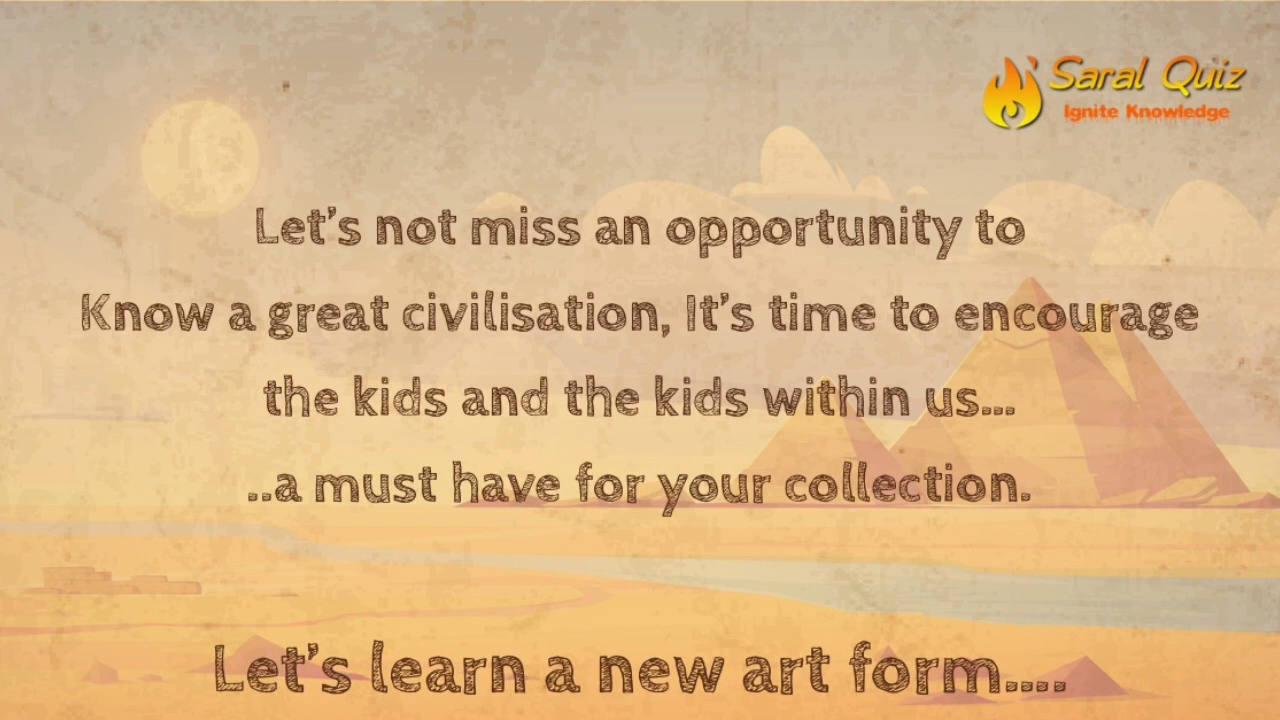 Saral Quiz
Ignite Knowledge
Let's not miss an opportunity to
Know a great civilisation, It's time to encourage
the kids and the kids within us...
..a must have for your collection.
Let's learn a new art form....